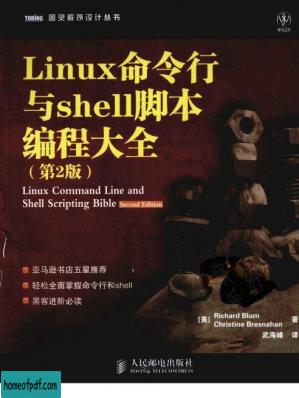 TURING 图灵程序设计丛书
WILEY
Linux命令行
与shell脚本
编程大全
（第2版）
Linux Command Line and
Shell Scripting Bible Second Edition
亚马逊书店五星推荐
轻松全面掌握命令行和shell
黑客进阶必读
[美] Richard Blum
Christine Bresnahan 著
武海峰 译
人民邮电出版社
POSTS & TELECOM PRESS
homeofpdf.com